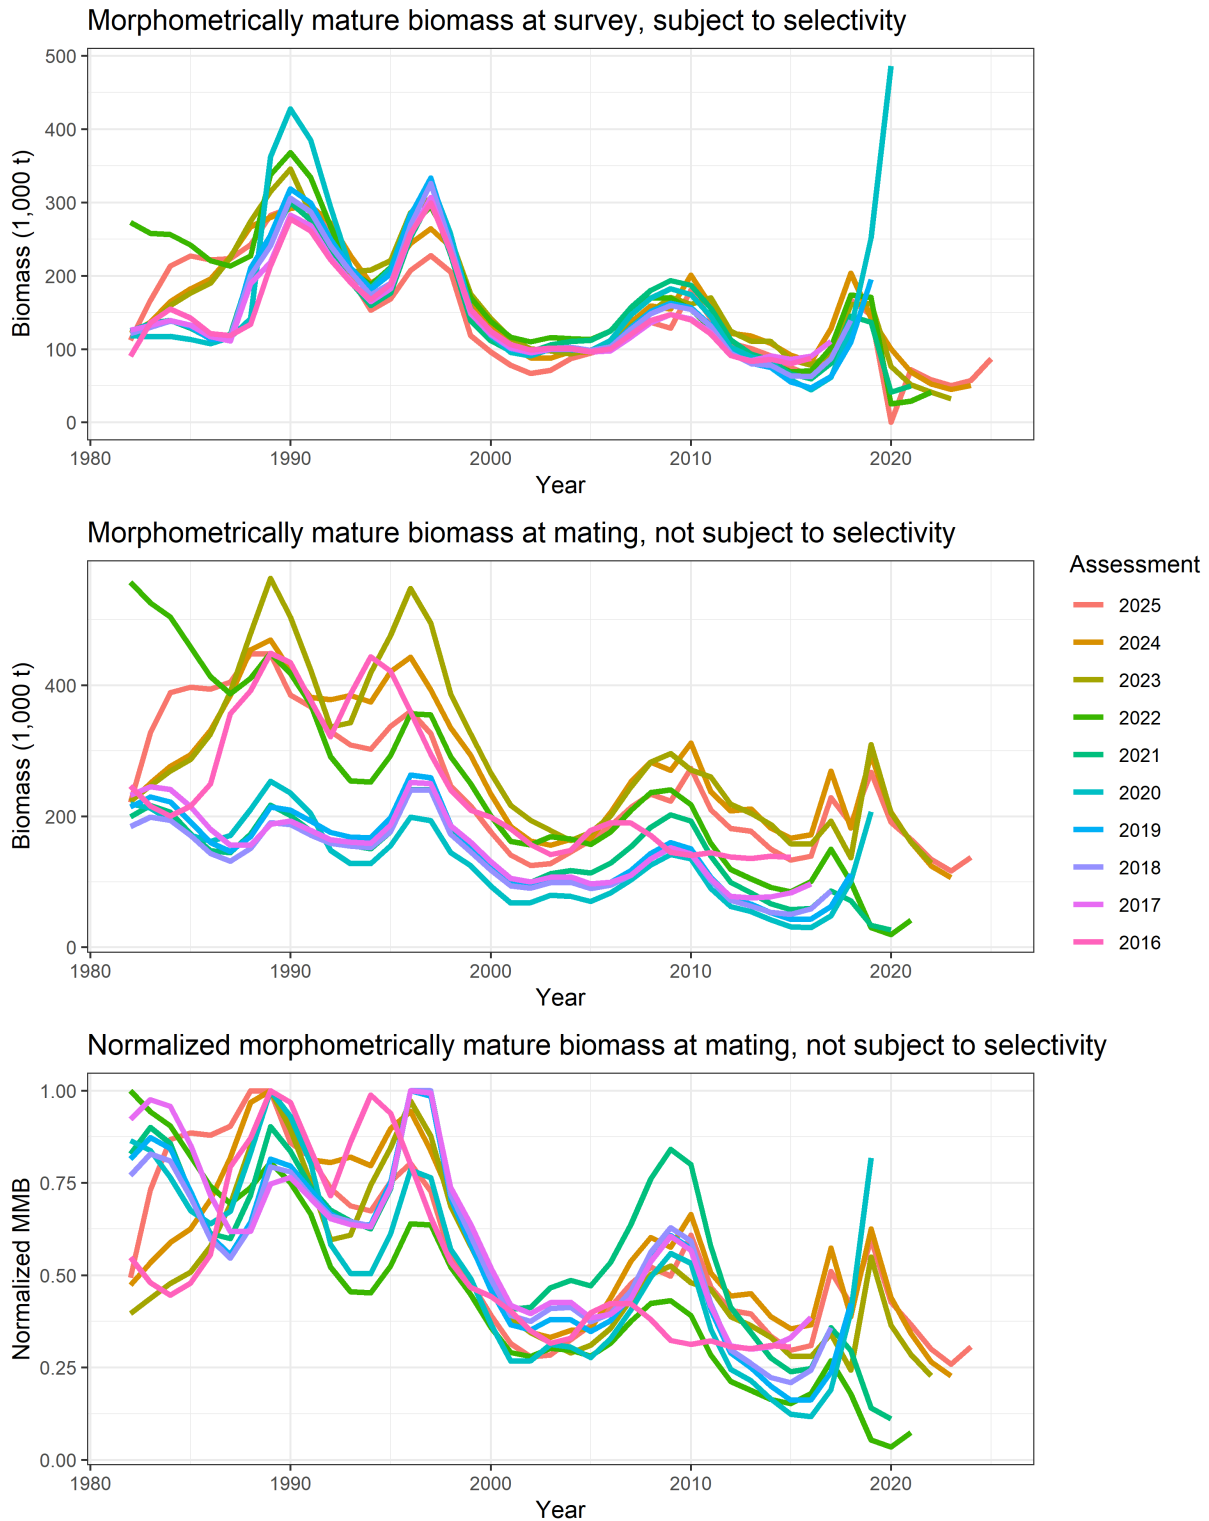 Morphometrically mature biomass at survey, subject to selectivity
500
400
300
200
100
0
Biomass (1,000 t)
1980 1990 2000 2010 2020
Year
Morphometrically mature biomass at mating, not subject to selectivity
400
200
0
Biomass (1,000 t)
1980 1990 2000 2010 2020
Year
Assessment
2025
2024
2023
2022
2021
2020
2019
2018
2017
2016
Normalized morphometrically mature biomass at mating, not subject to selectivity
1.00
0.75
0.50
0.25
0.00
Normalized MMB
1980 1990 2000 2010 2020
Year